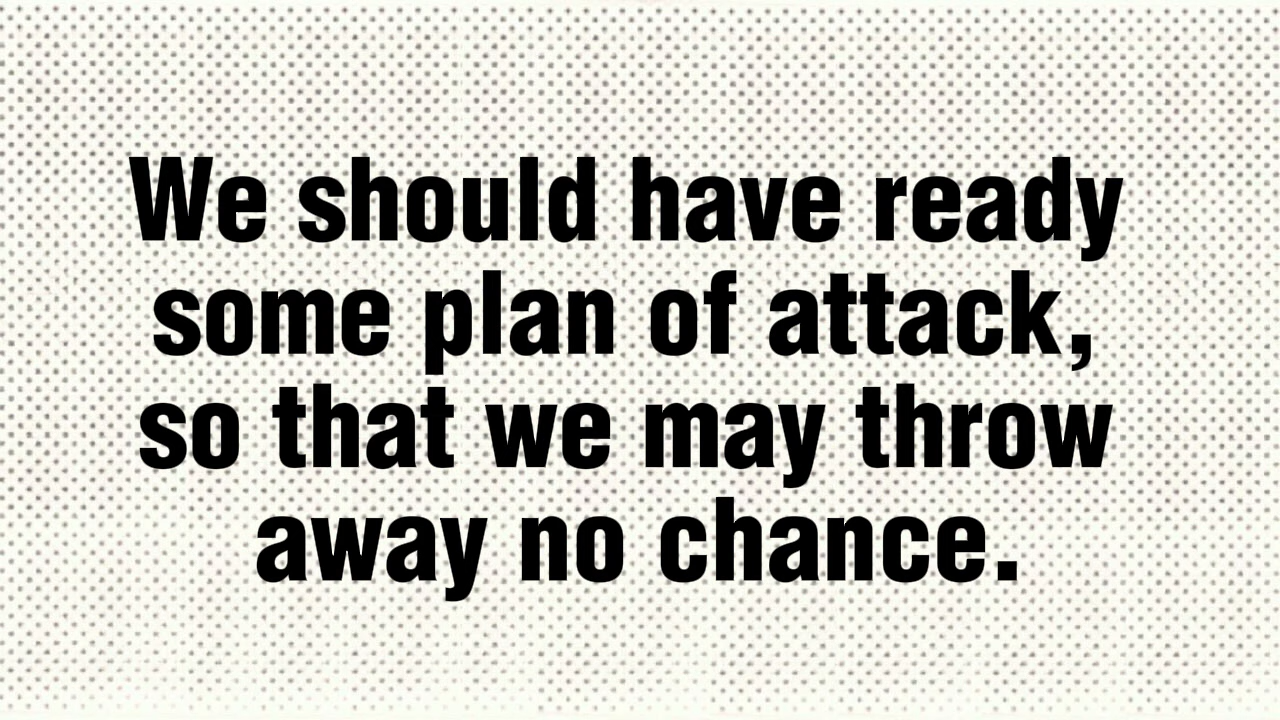 We should have ready
some plan of attack,
so that we may throw
away no chance.